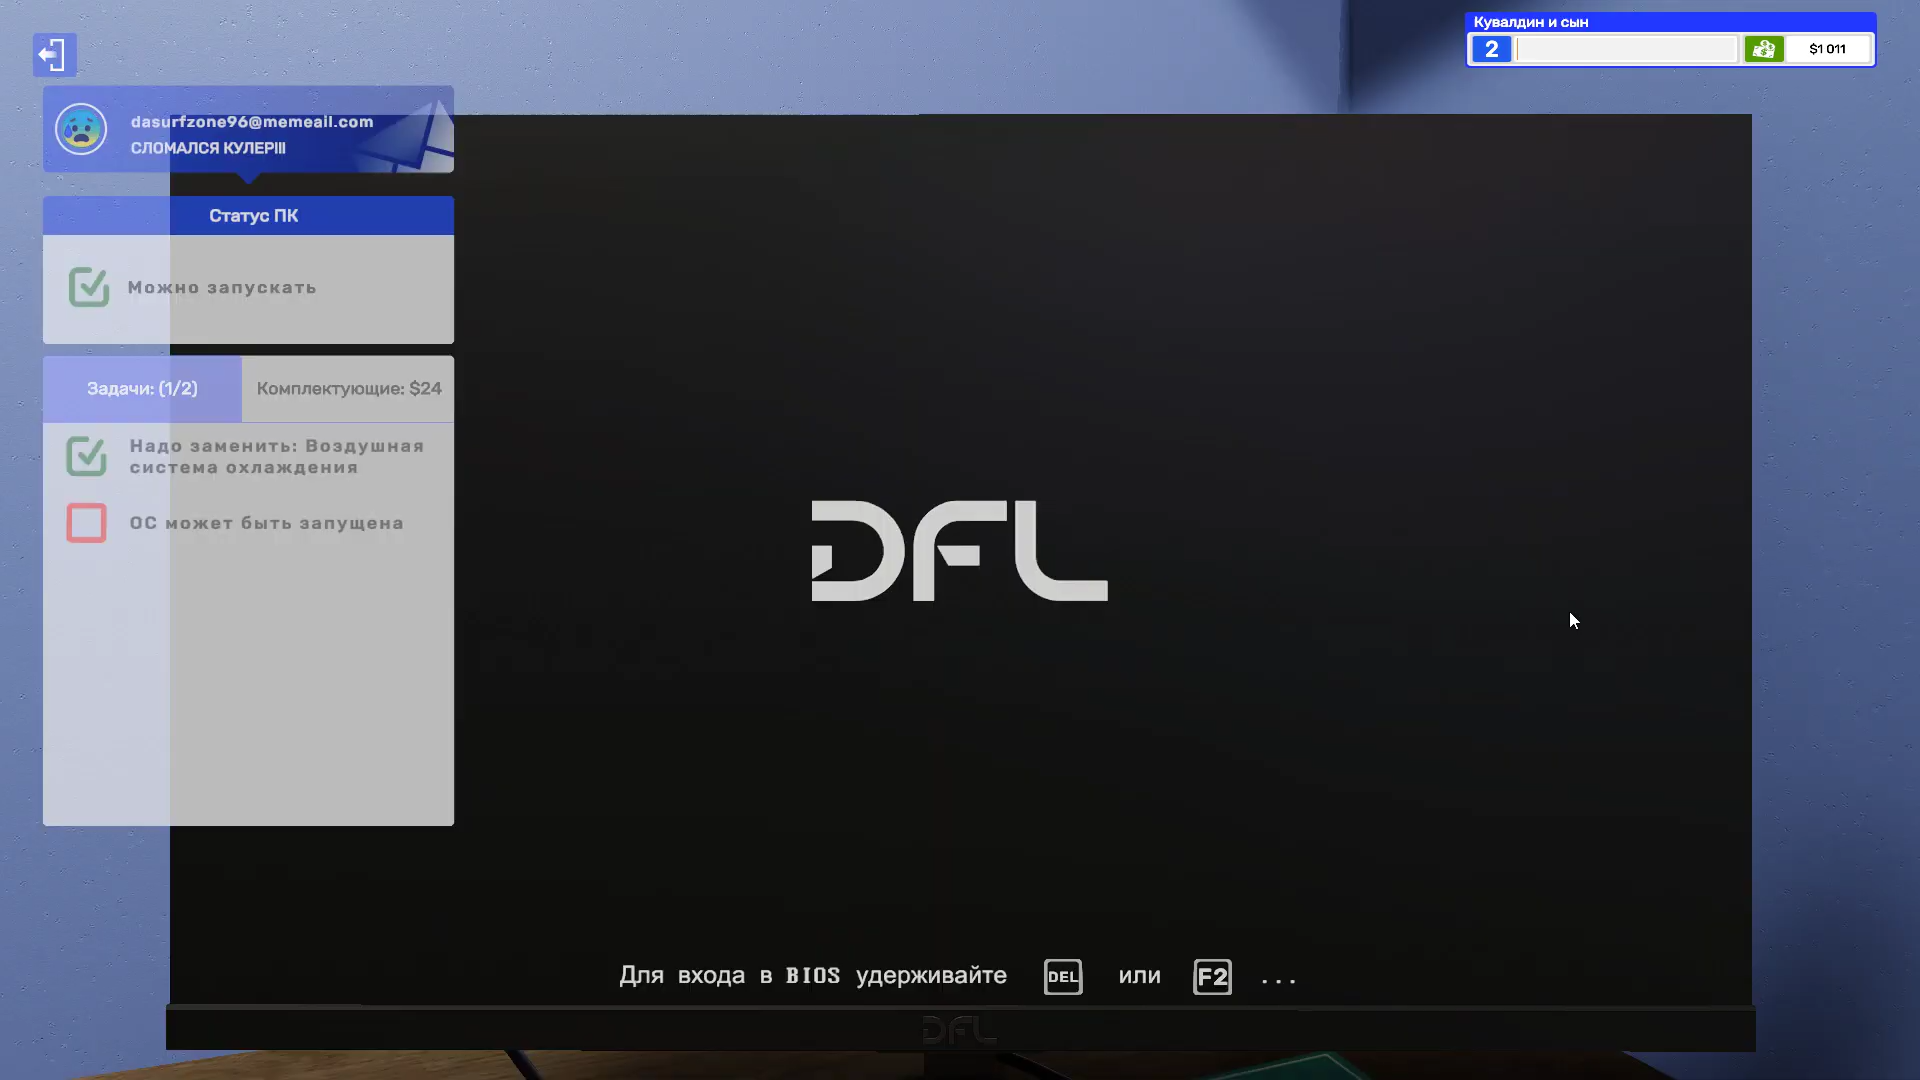 Кувалдин и сын
2
$1 011
dasurfzone96@memeail.com
СЛОМАЛСЯ КУЛЕР!!!
Статус ПК
Можно запускать
Задачи: (1/2)
Комплектующие: $24
Надо заменить: Воздушная
система охлаждения
ОС может быть запущена
DFL
Для входа в BIOS удерживайте DEL или F2 ...
DFL